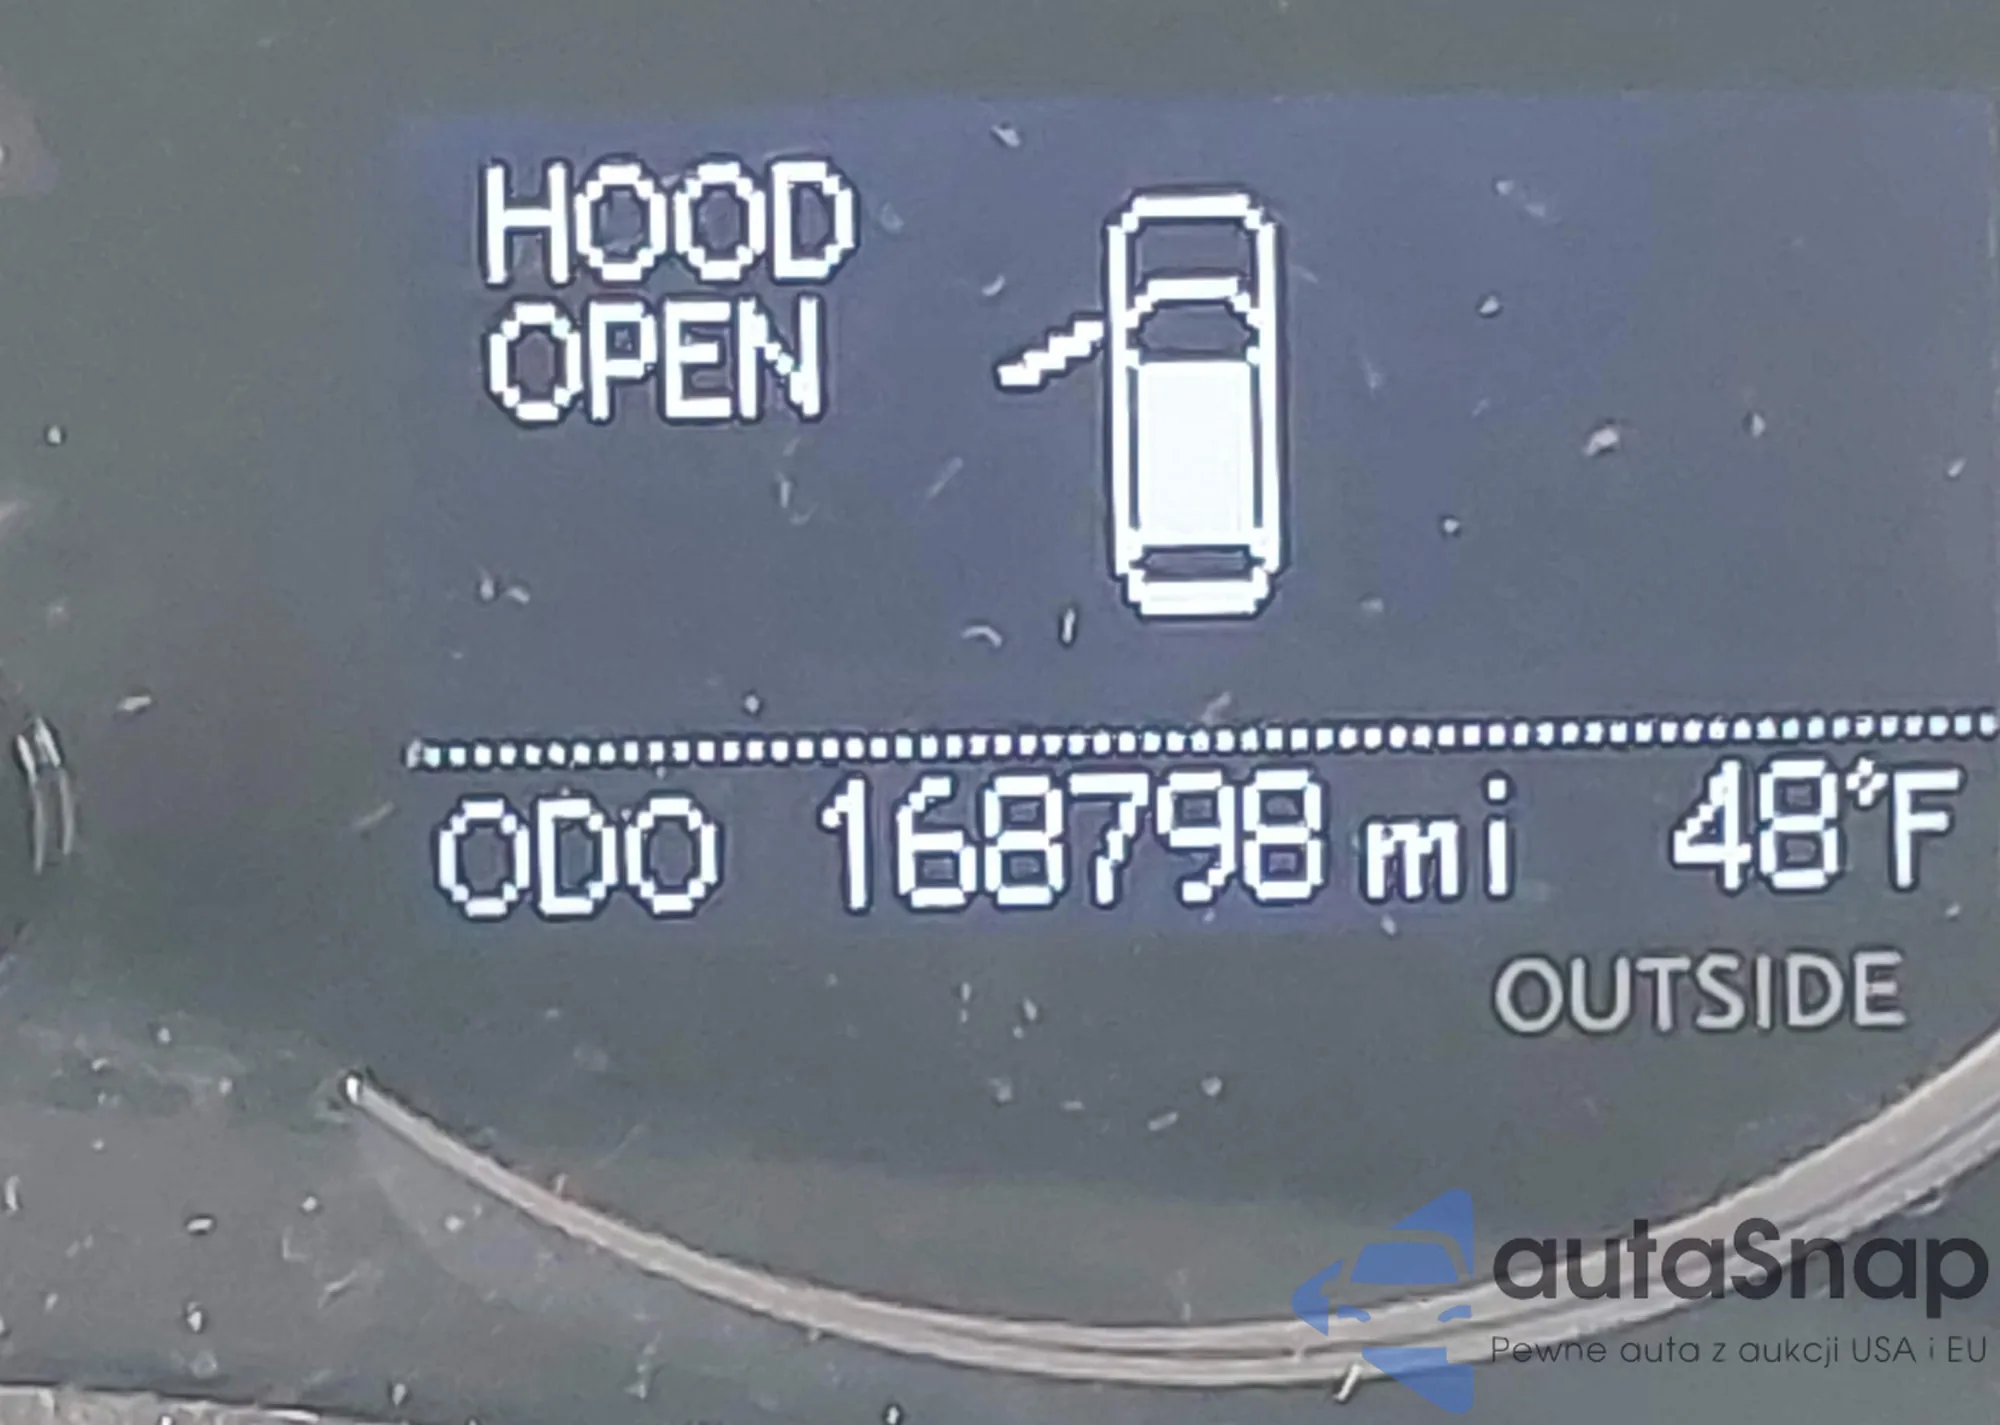 HOOD
OPEN
ODO 168798 mi 48°F
OUTSIDE
autaSnap
Pewne auta z aukcji USA i EU